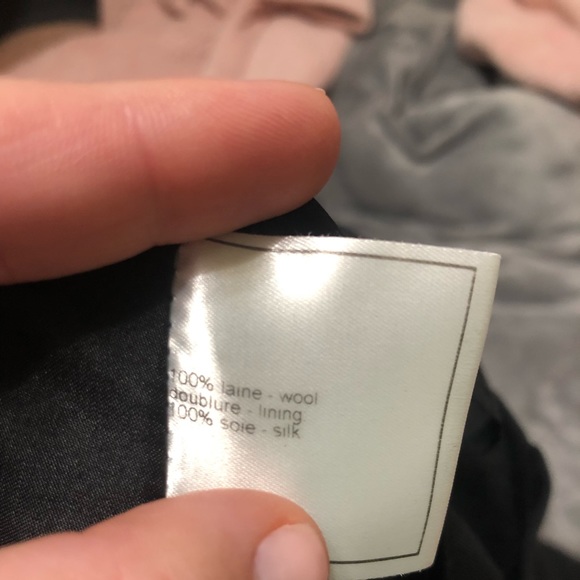 100% laine - wool
doublure - lining
100% soie - silk